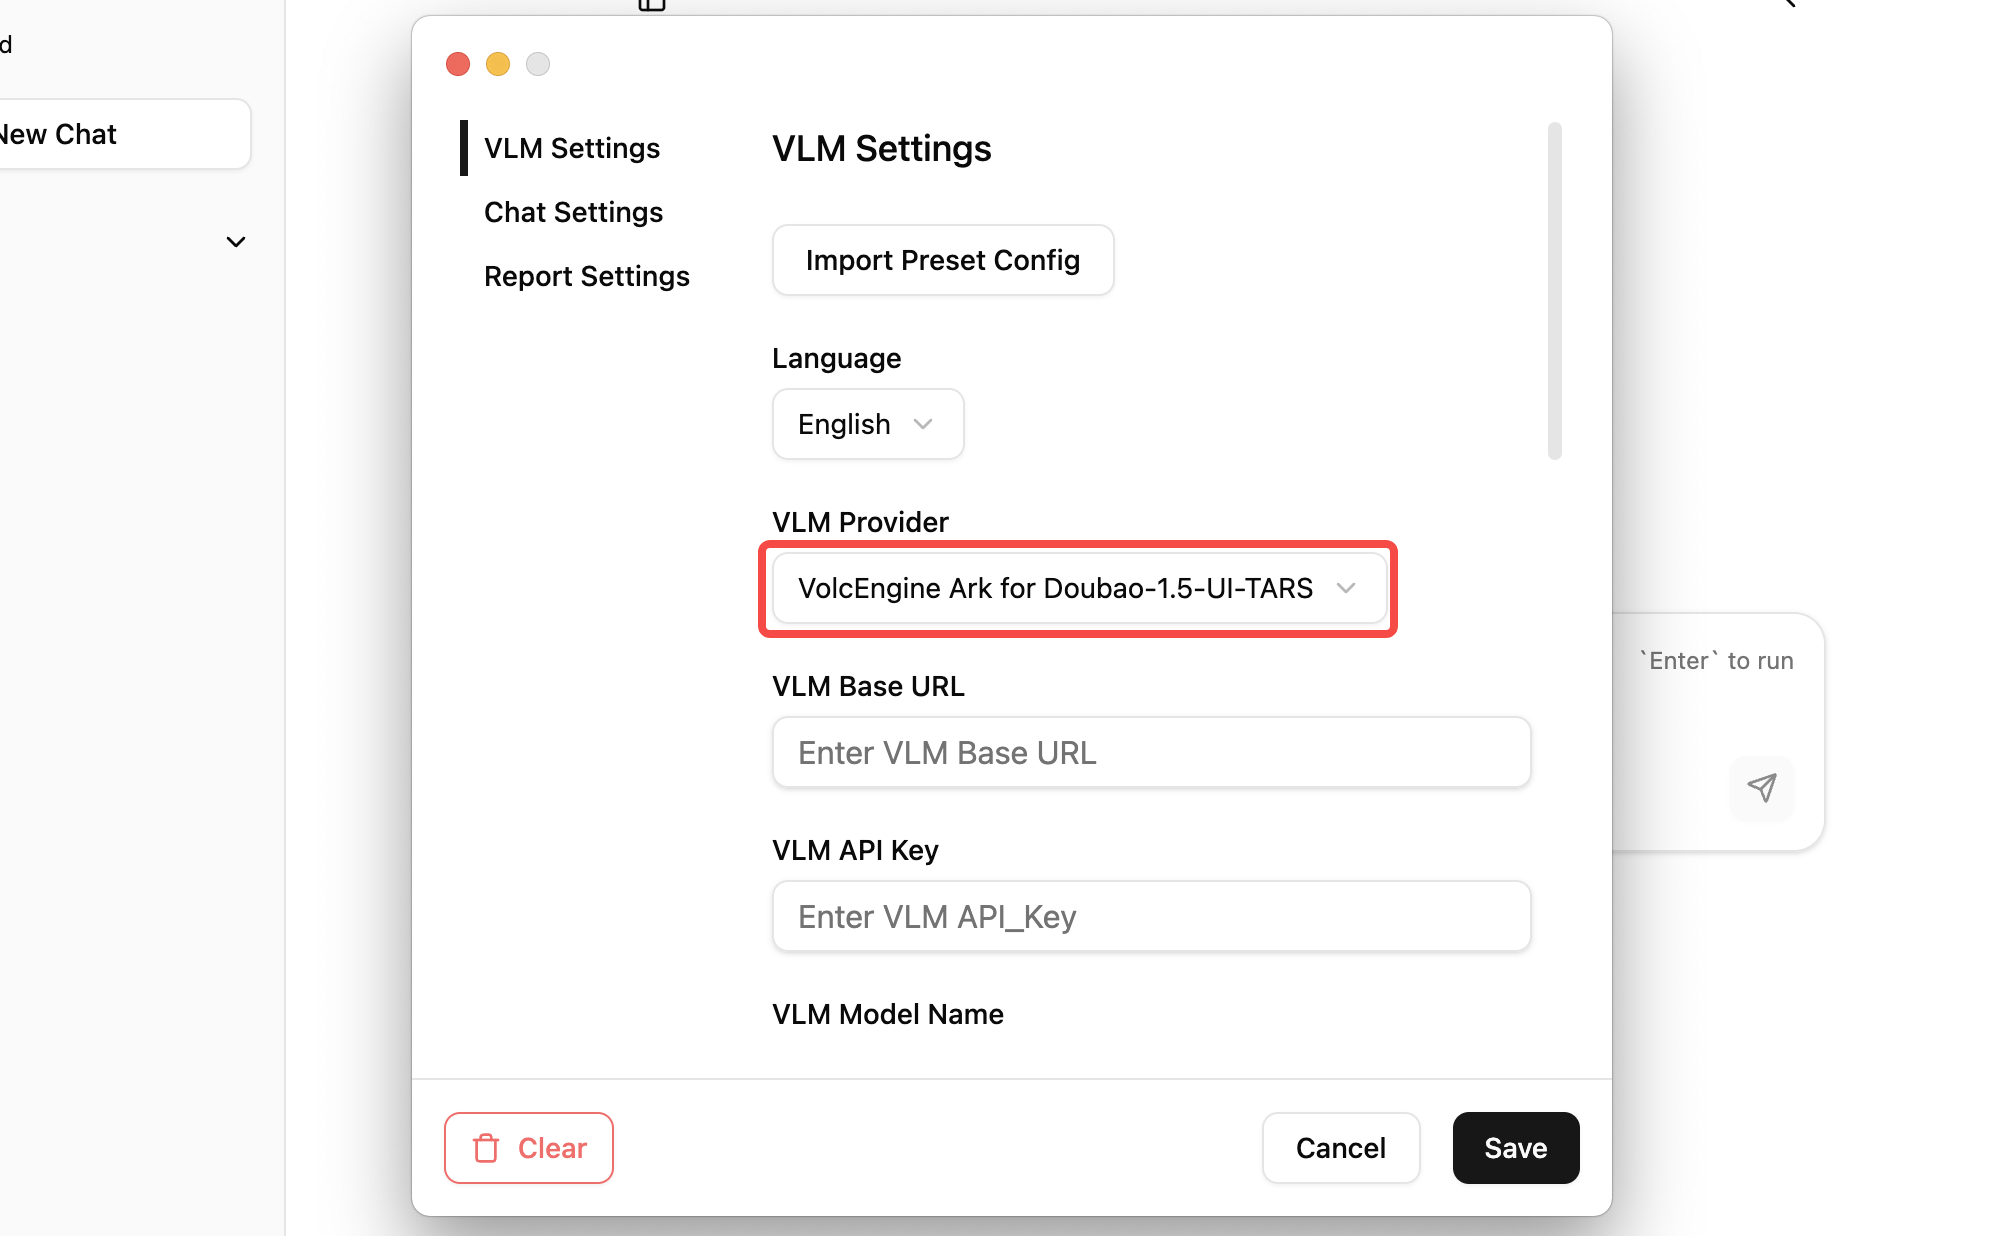 d
New Chat
VLM Settings
Chat Settings
Report Settings
VLM Settings
Import Preset Config
Language
English
VLM Provider
VolcEngine Ark for Doubao-1.5-UI-TARS
VLM Base URL
Enter VLM Base URL
VLM API Key
Enter VLM API_Key
VLM Model Name
`Enter` to run
Clear
Cancel
Save